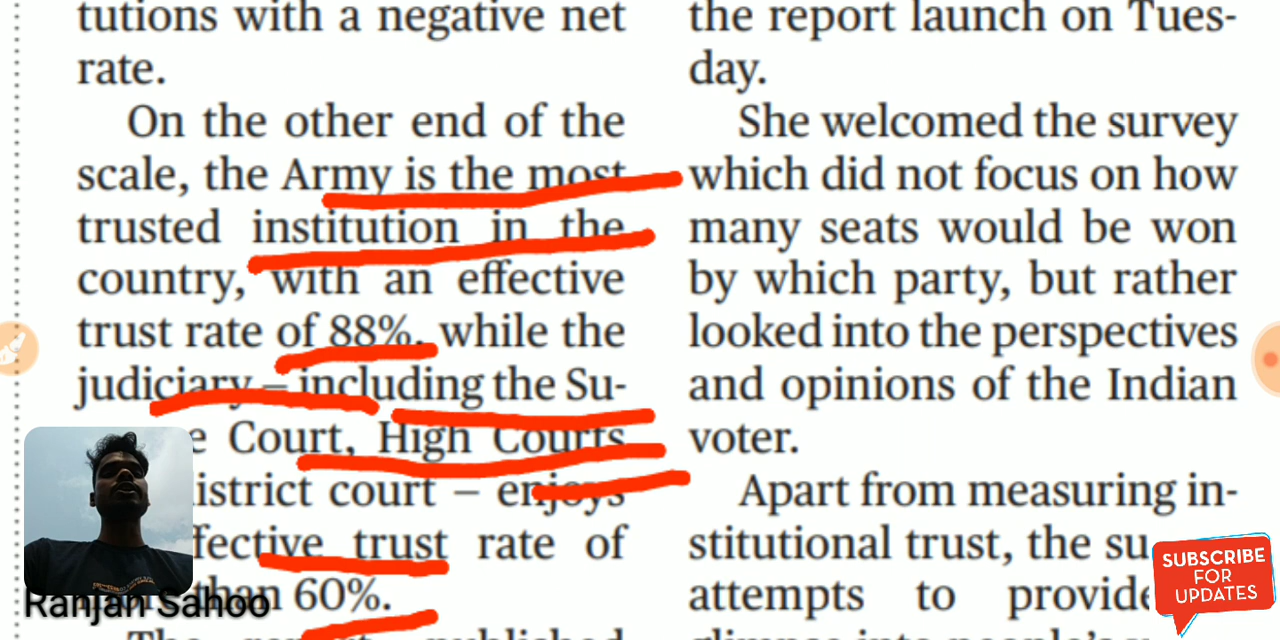 tutions with a negative net
rate.
On the other end of the
scale, the Army is the most
trusted institution in the
country, with an effective
trust rate of 88%, while the
judiciary – including the Su-
e Court, High Courts
istrict court – enjoys
ffective trust rate of
than 60%.
The report published
the report launch on Tues-
day.
She welcomed the survey
which did not focus on how
many seats would be won
by which party, but rather
looked into the perspectives
and opinions of the Indian
voter.
Apart from measuring in-
stitutional trust, the su
attempts to provide
Ranjan Sahoo
SUBSCRIBE
FOR
UPDATES